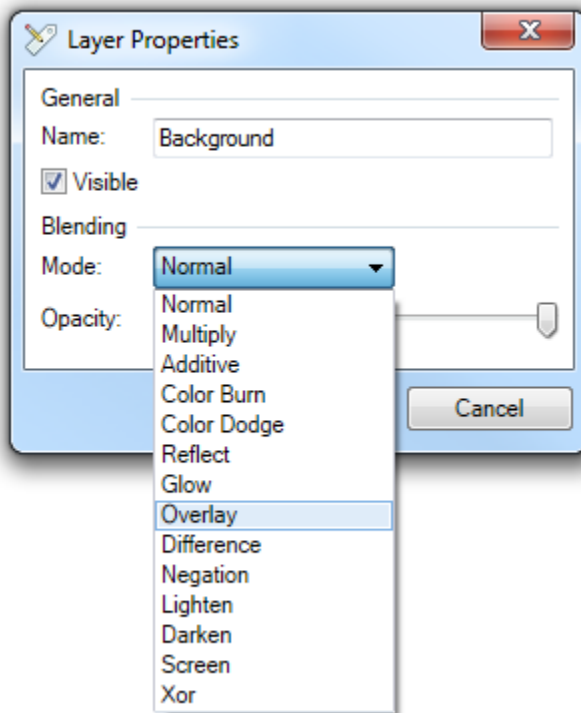 Layer Properties
General
Name: Background
Visible
Blending
Mode: Normal
Opacity:
Normal
Multiply
Additive
Color Burn
Color Dodge
Reflect
Glow
Overlay
Difference
Negation
Lighten
Darken
Screen
Xor
Cancel